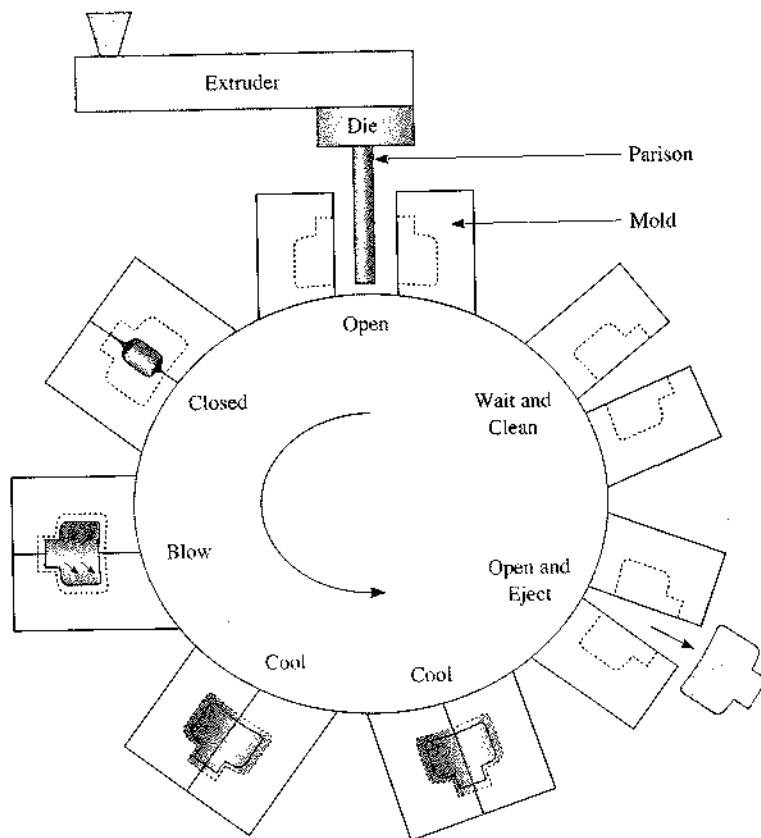 Extruder
Die
Parison
Mold
Open
Closed
Wait and
Clean
Blow
Open and
Eject
Cool
Cool